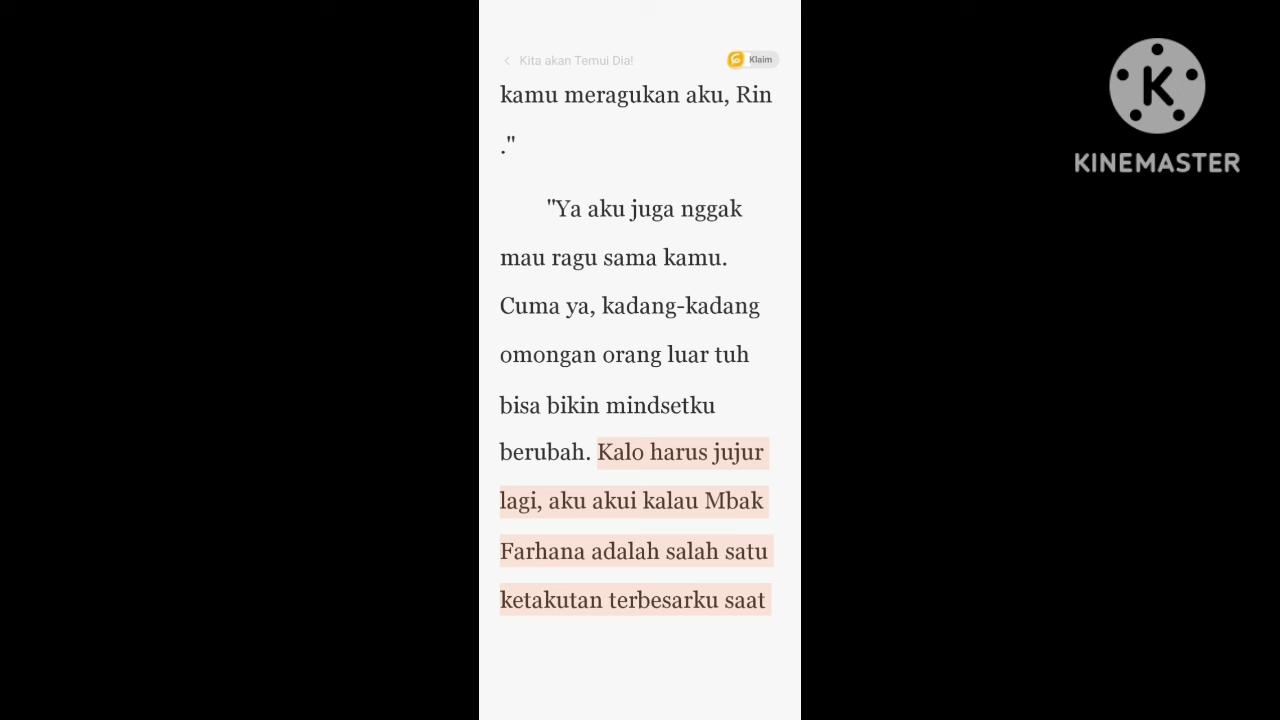 Kita akan Temui Dia!
Klaim
kamu meragukan aku, Rin
."
"Ya aku juga nggak
mau ragu sama kamu.
Cuma ya, kadang-kadang
omongan orang luar tuh
bisa bikin mindsetku
berubah. Kalo harus jujur
lagi, aku akui kalau Mbak
Farhana adalah salah satu
ketakutan terbesarku saat
K
KINEMASTER